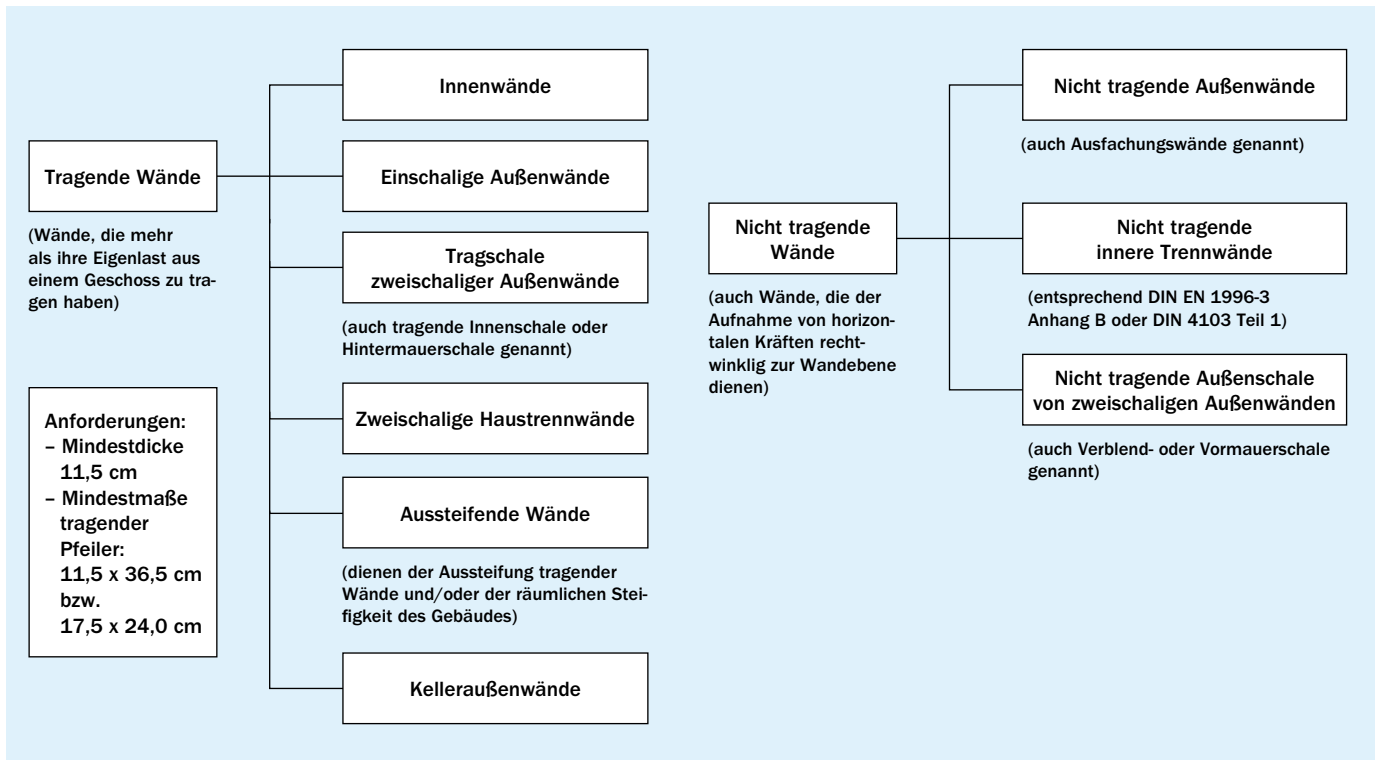 Tragende Wände
(Wände, die mehr
als ihre Eigenlast aus
einem Geschoss zu tra-
gen haben)
Anforderungen:
– Mindestdicke
11,5 cm
– Mindestmaße
tragender
Pfeiler:
11,5 x 36,5 cm
bzw.
17,5 x 24,0 cm
Innenwände
Einschalige Außenwände
Tragschale
zweischaliger Außenwände
(auch tragende Innenschale oder
Hintermauerschale genannt)
Zweischalige Haustrennwände
Aussteifende Wände
(dienen der Aussteifung tragender
Wände und/oder der räumlichen Stei-
figkeit des Gebäudes)
Kelleraußenwände
Nicht tragende
Wände
(auch Wände, die der
Aufnahme von horizon-
talen Kräften recht-
winklig zur Wandebene
dienen)
Nicht tragende Außenwände
(auch Ausfachungswände genannt)
Nicht tragende
innere Trennwände
(entsprechend DIN EN 1996-3
Anhang B oder DIN 4103 Teil 1)
Nicht tragende Außenschale
von zweischaligen Außenwänden
(auch Verblend- oder Vormauerschale
genannt)